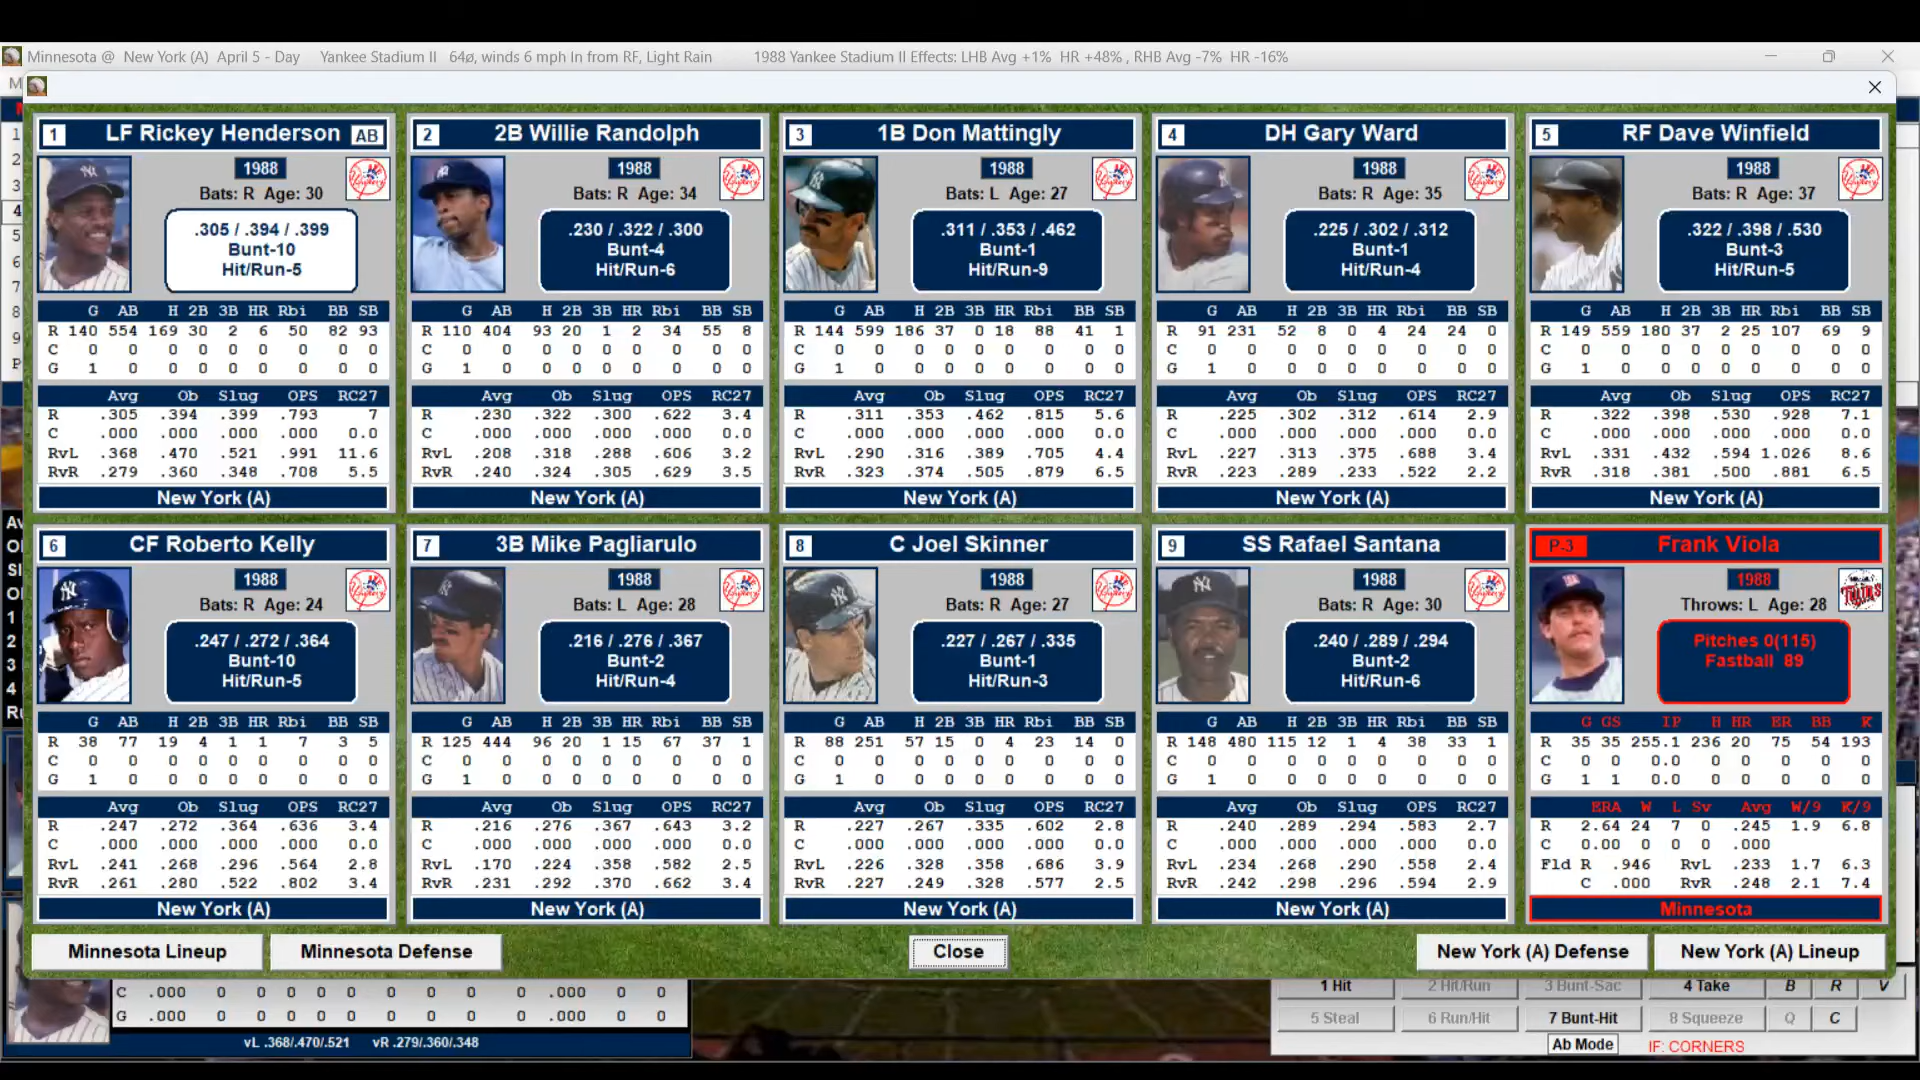 Minnesota @ New York (A) April 5 - Day Yankee Stadium II 64ø, winds 6 mph In from RF, Light Rain 1988 Yankee Stadium II Effects: LHB Avg +1% HR +48% , RHB Avg -7% HR -16%
1 LF Rickey Henderson AB
1988
Bats: R Age: 30
.305 / .394 / .399
Bunt-10
Hit/Run-5
G AB H 2B 3B HR Rbi BB SB
R 140 554 169 30 2 6 50 82 93
C 0 0 0 0 0 0 0 0 0
G 1 0 0 0 0 0 0 0 0
Avg Ob Slug OPS RC27
R .305 .394 .399 .793 7
C .000 .000 .000 .000 0.0
RvL .368 .470 .521 .991 11.6
RvR .279 .360 .348 .708 5.5
New York (A)
2 2B Willie Randolph
1988
Bats: R Age: 34
.230 / .322 / .300
Bunt-4
Hit/Run-6
G AB H 2B 3B HR Rbi BB SB
R 110 404 93 20 1 2 34 55 8
C 0 0 0 0 0 0 0 0 0
G 1 0 0 0 0 0 0 0 0
Avg Ob Slug OPS RC27
R .230 .322 .300 .622 3.4
C .000 .000 .000 .000 0.0
RvL .208 .318 .288 .606 3.2
RvR .240 .324 .305 .629 3.5
New York (A)
3 1B Don Mattingly
1988
Bats: L Age: 27
.311 / .353 / .462
Bunt-1
Hit/Run-9
G AB H 2B 3B HR Rbi BB SB
R 144 599 186 37 0 18 88 41 1
C 0 0 0 0 0 0 0 0 0
G 1 0 0 0 0 0 0 0 0
Avg Ob Slug OPS RC27
R .311 .353 .462 .815 5.6
C .000 .000 .000 .000 0.0
RvL .290 .316 .389 .705 4.4
RvR .323 .374 .505 .879 6.5
New York (A)
4 DH Gary Ward
1988
Bats: R Age: 35
.225 / .302 / .312
Bunt-1
Hit/Run-4
G AB H 2B 3B HR Rbi BB SB
R 91 231 52 8 0 4 24 24 0
C 0 0 0 0 0 0 0 0 0
G 1 0 0 0 0 0 0 0 0
Avg Ob Slug OPS RC27
R .225 .302 .312 .614 2.9
C .000 .000 .000 .000 0.0
RvL .227 .313 .375 .688 3.4
RvR .223 .289 .233 .522 2.2
New York (A)
5 RF Dave Winfield
1988
Bats: R Age: 37
.322 / .398 / .530
Bunt-3
Hit/Run-5
G AB H 2B 3B HR Rbi BB SB
R 149 559 180 37 2 25 107 69 9
C 0 0 0 0 0 0 0 0 0
G 1 0 0 0 0 0 0 0 0
Avg Ob Slug OPS RC27
R .322 .398 .530 .928 7.1
C .000 .000 .000 .000 0.0
RvL .331 .432 .594 1.026 8.6
RvR .318 .381 .500 .881 6.5
New York (A)
6 CF Roberto Kelly
1988
Bats: R Age: 24
.247 / .272 / .364
Bunt-10
Hit/Run-5
G AB H 2B 3B HR Rbi BB SB
R 38 77 19 4 1 1 7 3 5
C 0 0 0 0 0 0 0 0 0
G 1 0 0 0 0 0 0 0 0
Avg Ob Slug OPS RC27
R .247 .272 .364 .636 3.4
C .000 .000 .000 .000 0.0
RvL .241 .268 .296 .564 2.8
RvR .261 .280 .522 .802 3.4
New York (A)
7 3B Mike Pagliarulo
1988
Bats: L Age: 28
.216 / .276 / .367
Bunt-2
Hit/Run-4
G AB H 2B 3B HR Rbi BB SB
R 125 444 96 20 1 15 67 37 1
C 0 0 0 0 0 0 0 0 0
G 1 0 0 0 0 0 0 0 0
Avg Ob Slug OPS RC27
R .216 .276 .367 .643 3.2
C .000 .000 .000 .000 0.0
RvL .170 .224 .358 .582 2.5
RvR .231 .292 .370 .662 3.4
New York (A)
8 C Joel Skinner
1988
Bats: R Age: 27
.227 / .267 / .335
Bunt-1
Hit/Run-3
G AB H 2B 3B HR Rbi BB SB
R 88 251 57 15 0 4 23 14 0
C 0 0 0 0 0 0 0 0 0
G 1 0 0 0 0 0 0 0 0
Avg Ob Slug OPS RC27
R .227 .267 .335 .602 2.8
C .000 .000 .000 .000 0.0
RvL .226 .328 .358 .686 3.9
RvR .227 .249 .328 .577 2.5
New York (A)
9 SS Rafael Santana
1988
Bats: R Age: 30
.240 / .289 / .294
Bunt-2
Hit/Run-6
G AB H 2B 3B HR Rbi BB SB
R 148 480 115 12 1 4 38 33 1
C 0 0 0 0 0 0 0 0 0
G 1 0 0 0 0 0 0 0 0
Avg Ob Slug OPS RC27
R .240 .289 .294 .583 2.7
C .000 .000 .000 .000 0.0
RvL .234 .268 .290 .558 2.4
RvR .242 .298 .296 .594 2.9
New York (A)
P-3 Frank Viola
1988
Throws: L Age: 28
Pitches 0(115)
Fastball 89
G GS IP H HR ER BB K
R 35 35 255.1 236 20 75 54 193
C 0 0 0.0 0 0 0 0 0
G 1 1 0.0 0 0 0 0 0
ERA W L Sv Avg W/9 K/9
R 2.64 24 7 0 .245 1.9 6.8
C 0.00 0 0 0 .000
Fld R .946 RvL .233 1.7 6.3
C .000 RvR .248 2.1 7.4
Minnesota
Minnesota Lineup Minnesota Defense Close New York (A) Defense New York (A) Lineup
C .000 0 0 0 0 0 0 0 0 .000 0 0
G .000 0 0 0 0 0 0 0 0 .000 0 0
vL .368/.470/.521 vR .279/.360/.348
1 Hit 2 Hit/Run 3 Bunt-Sac 4 Take B R V
5 Steal 6 Run/Hit 7 Bunt-Hit 8 Squeeze Q C
Ab Mode IF: CORNERS